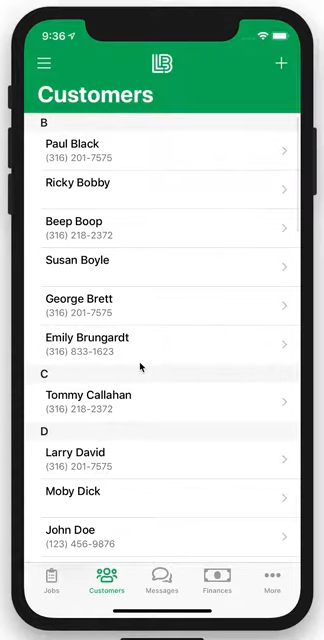 9:36
LB
Customers
B
Paul Black
(316) 201-7575
Ricky Bobby
Beep Boop
(316) 218-2372
Susan Boyle
George Brett
(316) 201-7575
Emily Brungardt
(316) 833-1623
C
Tommy Callahan
(316) 218-2372
D
Larry David
(316) 201-7575
Moby Dick
John Doe
(123) 456-9876
Jobs
Customers
Messages
Finances
More